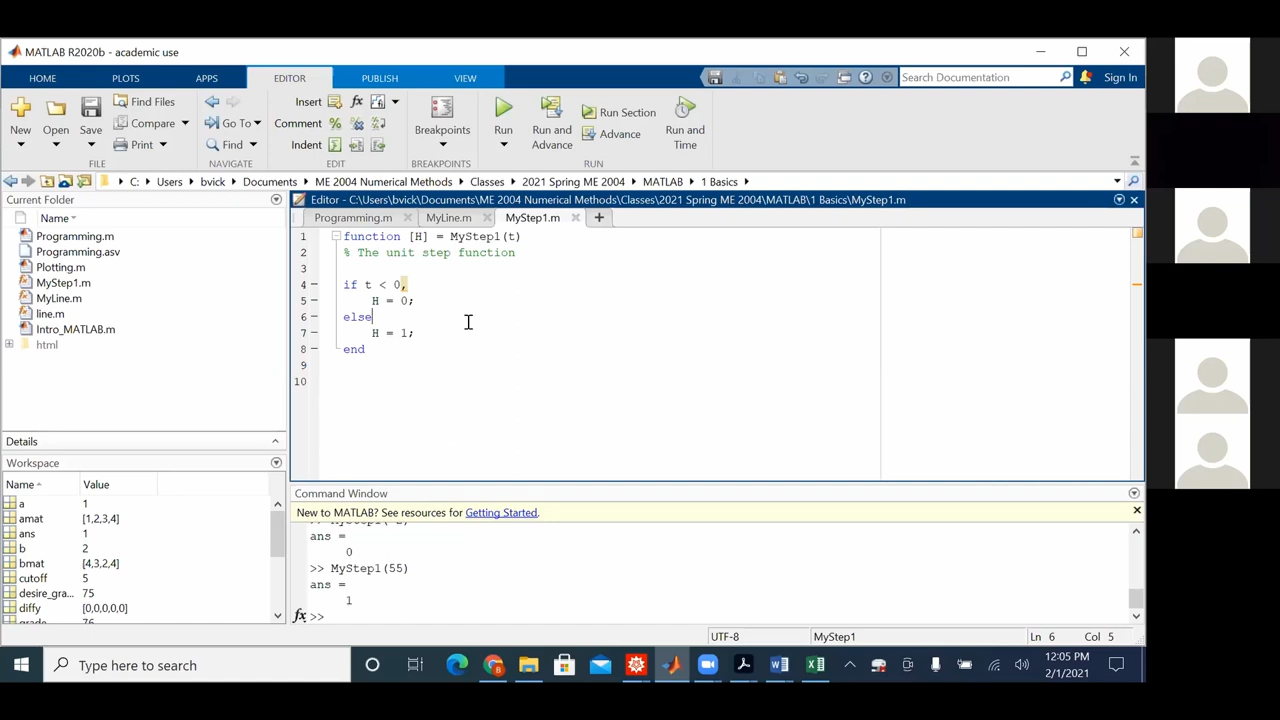 MATLAB R2020b - academic use
HOME PLOTS APPS EDITOR PUBLISH VIEW Search Documentation Sign In
New Open Save Find Files Compare Print Go To Find Insert fx Comment Indent Breakpoints Run Run and Advance Run Section Advance Run and Time
FILE NAVIGATE EDIT BREAKPOINTS RUN
C: Users bvick Documents ME 2004 Numerical Methods Classes 2021 Spring ME 2004 MATLAB 1 Basics
Current Folder
Name
Programming.m
Programming.asv
Plotting.m
MyStep1.m
MyLine.m
line.m
Intro_MATLAB.m
html
Details
Workspace
Name Value
a 1
amat [1,2,3,4]
ans 1
b 2
bmat [4,3,2,4]
cutoff 5
desire_gra... 75
diffy [0,0,0,0,0]
grade 76
Editor - C:\Users\bvick\Documents\ME 2004 Numerical Methods\Classes\2021 Spring ME 2004\MATLAB\1 Basics\MyStep1.m
Programming.m MyLine.m MyStep1.m
1 function [H] = MyStep1(t)
2 % The unit step function
3
4 if t < 0,
5 H = 0;
6 else
7 H = 1;
8 end
9
10
Command Window
New to MATLAB? See resources for Getting Started.
ans =
0
>> MyStep1(55)
ans =
1
fx >>
UTF-8 MyStep1 Ln 6 Col 5
Type here to search
12:05 PM
2/1/2021